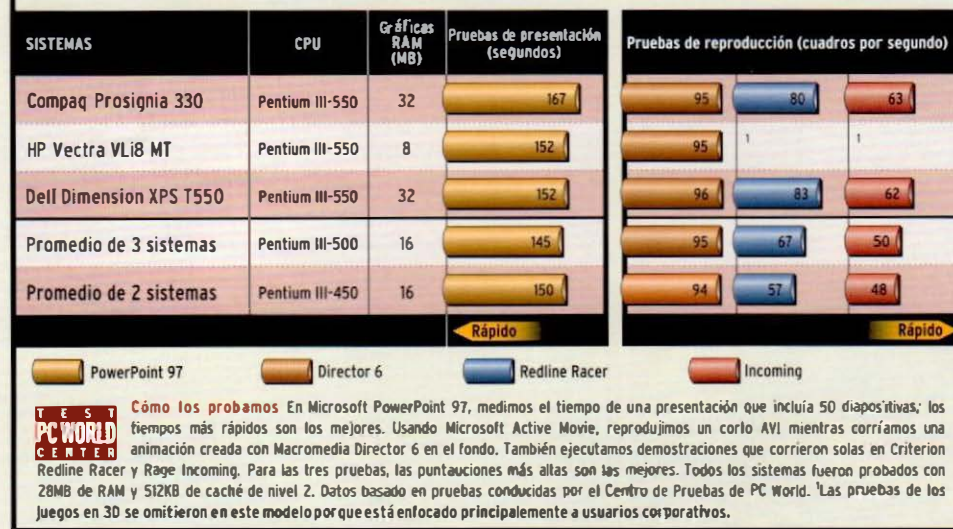 SISTEMAS CPU Gráficas RAM (MB) Pruebas de presentación (segundos) Pruebas de reproducción (cuadros por segundo)
Compaq Prosignia 330 Pentium III-550 32 167 95 80 63
HP Vectra VLi8 MT Pentium III-550 8 152 95 1 1
Dell Dimension XPS T550 Pentium III-550 32 152 96 83 62
Promedio de 3 sistemas Pentium III-500 16 145 95 67 50
Promedio de 2 sistemas Pentium III-450 16 150 94 57 48
Rápido Rápido
PowerPoint 97 Director 6 Redline Racer Incoming
TEST PC WORLD CENTER
Cómo los probamos En Microsoft PowerPoint 97, medimos el tiempo de una presentación que incluía 50 diapositivas; los
tiempos más rápidos son los mejores. Usando Microsoft Active Movie, reprodujimos un corto AVI mientras corríamos una
animación creada con Macromedia Director 6 en el fondo. También ejecutamos demostraciones que corrieron solas en Criterion
Redline Racer y Rage Incoming. Para las tres pruebas, las puntauciones más altas son las mejores. Todos los sistemas fueron probados con
28MB de RAM y 512KB de caché de nivel 2. Datos basado en pruebas conducidas por el Centro de Pruebas de PC World. ¹Las pruebas de los
juegos en 3D se omitieron en este modelo porque está enfocado principalmente a usuarios corporativos.